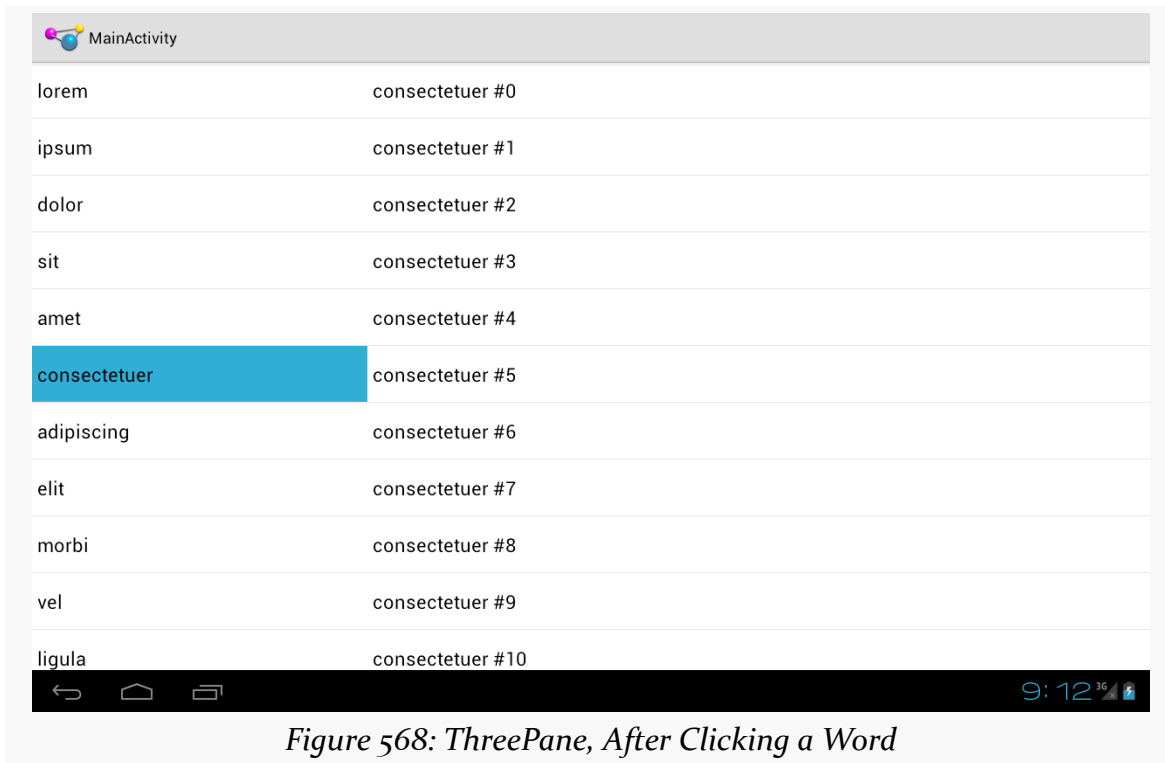 MainActivity
lorem consectetuer #0
ipsum consectetuer #1
dolor consectetuer #2
sit consectetuer #3
amet consectetuer #4
consectetuer consectetuer #5
adipiscing consectetuer #6
elit consectetuer #7
morbi consectetuer #8
vel consectetuer #9
ligula consectetuer #10
9:12 3G
Figure 568: ThreePane, After Clicking a Word